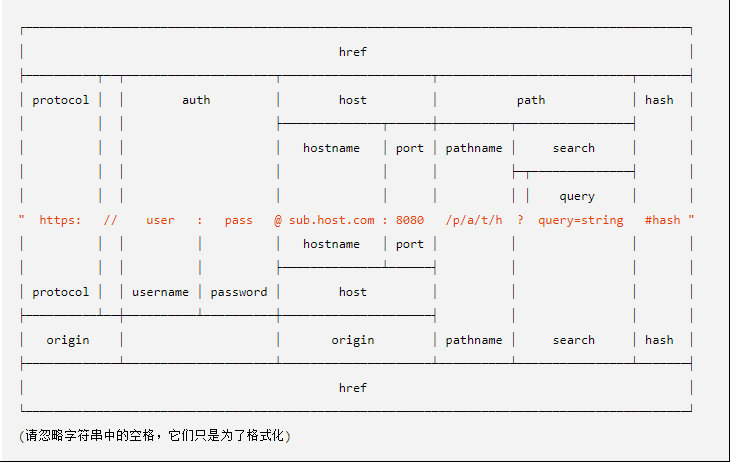 href
protocol auth host path hash
hostname port pathname search
query
" https: // user : pass @ sub.host.com : 8080 /p/a/t/h ? query=string #hash "
hostname port
protocol username password host
origin origin pathname search hash
href
(请忽略字符串中的空格，它们只是为了格式化)